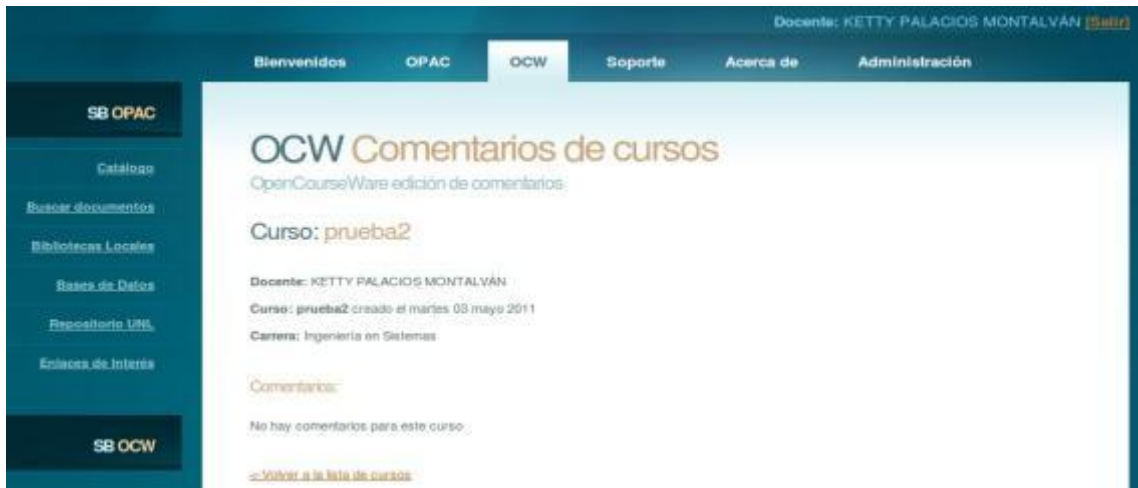 Docente: KETTY PALACIOS MONTALVÁN [Salir]
Bienvenidos OPAC OCW Soporte Acerca de Administración
SB OPAC
Catálogo
Buscar documentos
Bibliotecas Locales
Bases de Datos
Repositorio UNL
Enlaces de Interés
SB OCW
OCW Comentarios de cursos
OpenCourseWare edición de comentarios
Curso: prueba2
Docente: KETTY PALACIOS MONTALVÁN
Curso: prueba2 creado el martes 03 mayo 2011
Carrera: Ingeniería en Sistemas
Comentarios:
No hay comentarios para este curso
<- Volver a la lista de cursos